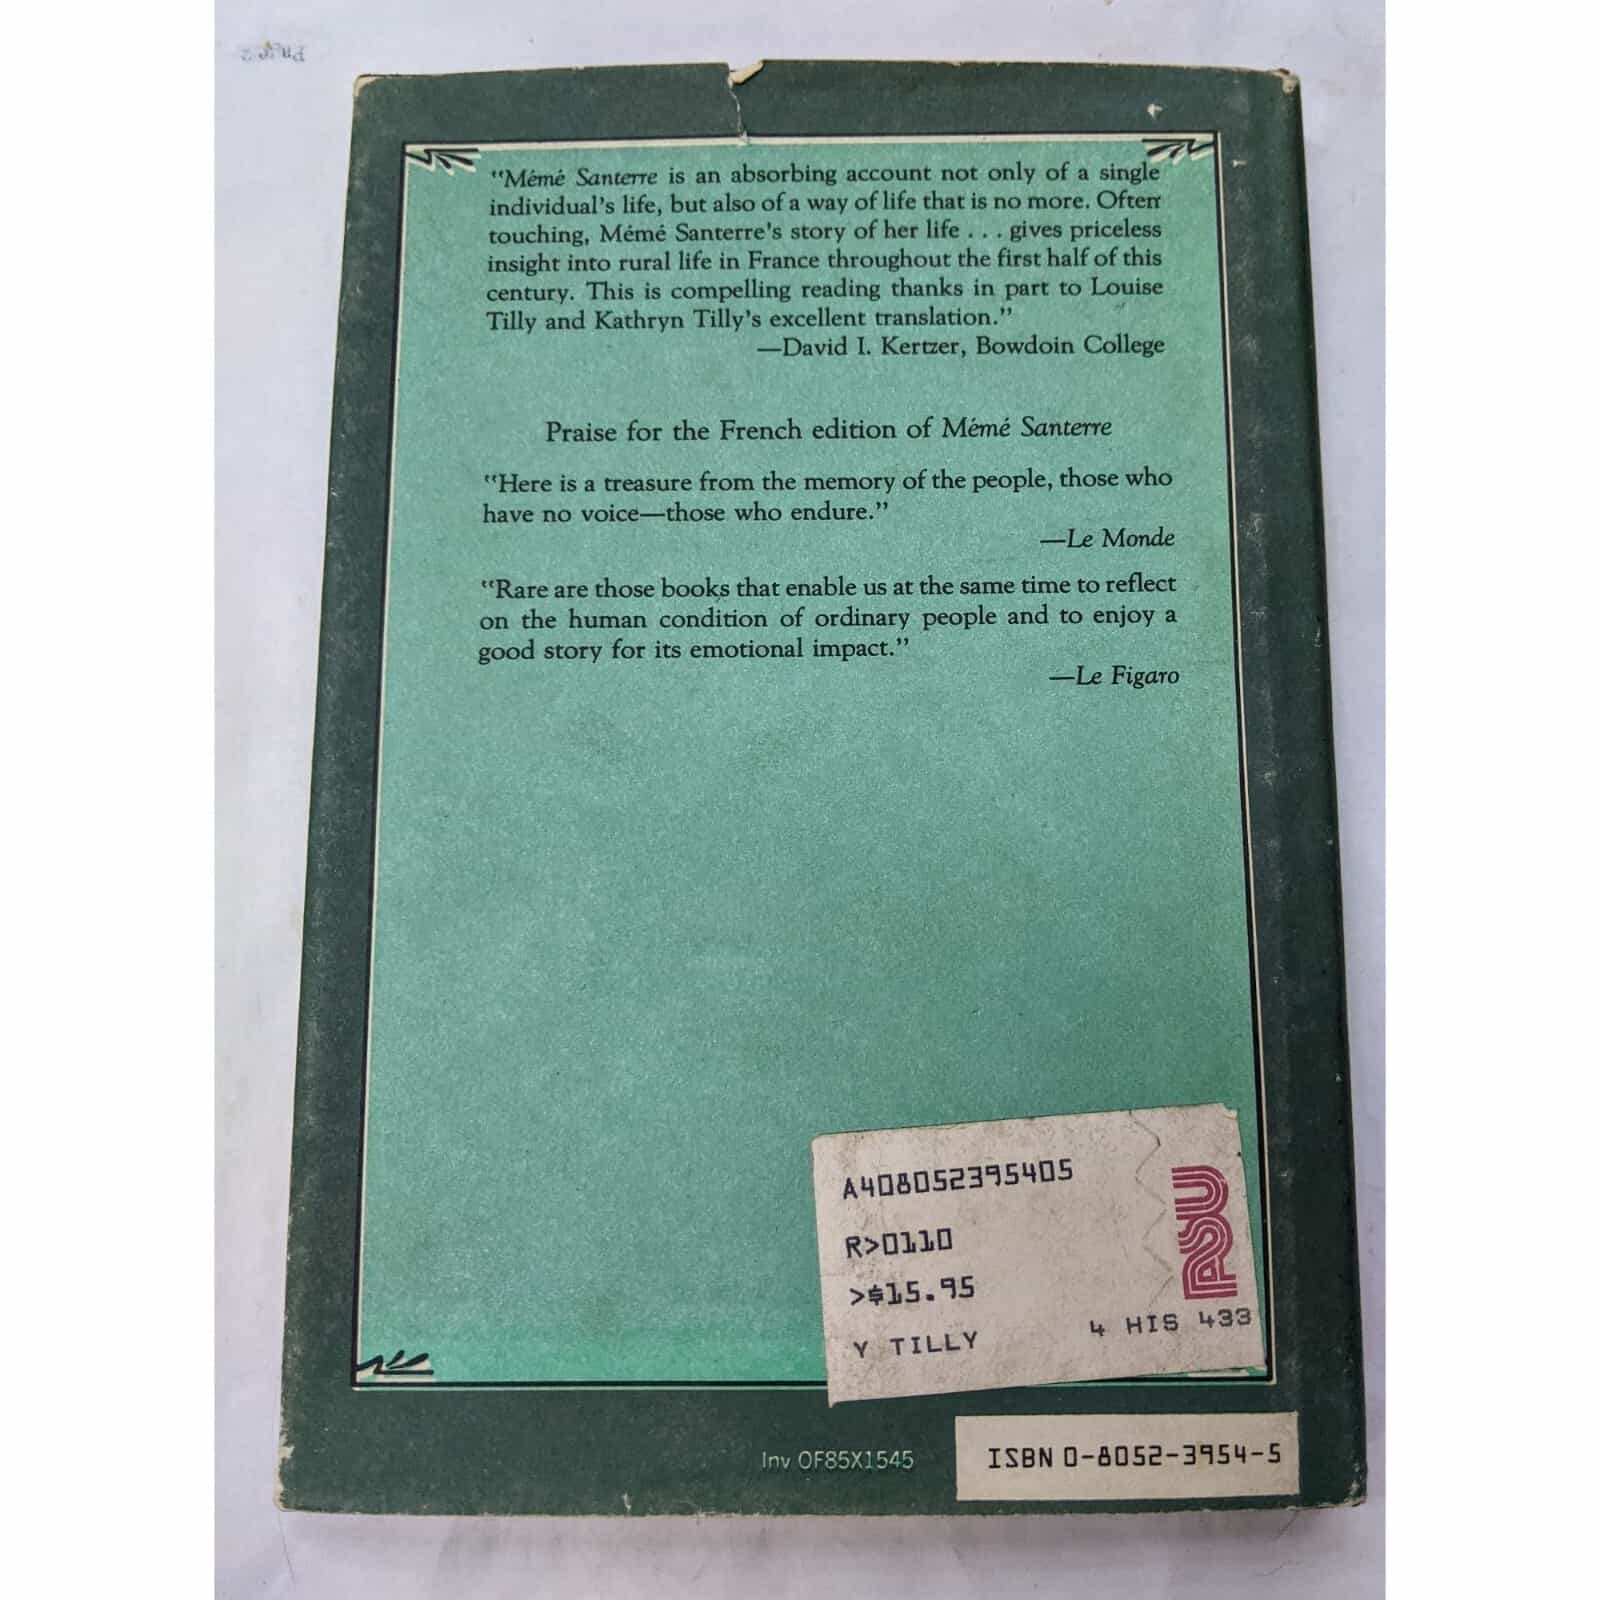 "Mémé Santerre is an absorbing account not only of a single
individual's life, but also of a way of life that is no more. Often
touching, Mémé Santerre's story of her life . . . gives priceless
insight into rural life in France throughout the first half of this
century. This is compelling reading thanks in part to Louise
Tilly and Kathryn Tilly's excellent translation."
—David I. Kertzer, Bowdoin College
Praise for the French edition of Mémé Santerre
"Here is a treasure from the memory of the people, those who
have no voice—those who endure."
—Le Monde
"Rare are those books that enable us at the same time to reflect
on the human condition of ordinary people and to enjoy a
good story for its emotional impact."
—Le Figaro
A408052395405
R>0110
>$15.95
Y TILLY 4 HIS 433
ASU
Inv OF85X1545
ISBN 0-8052-3954-5